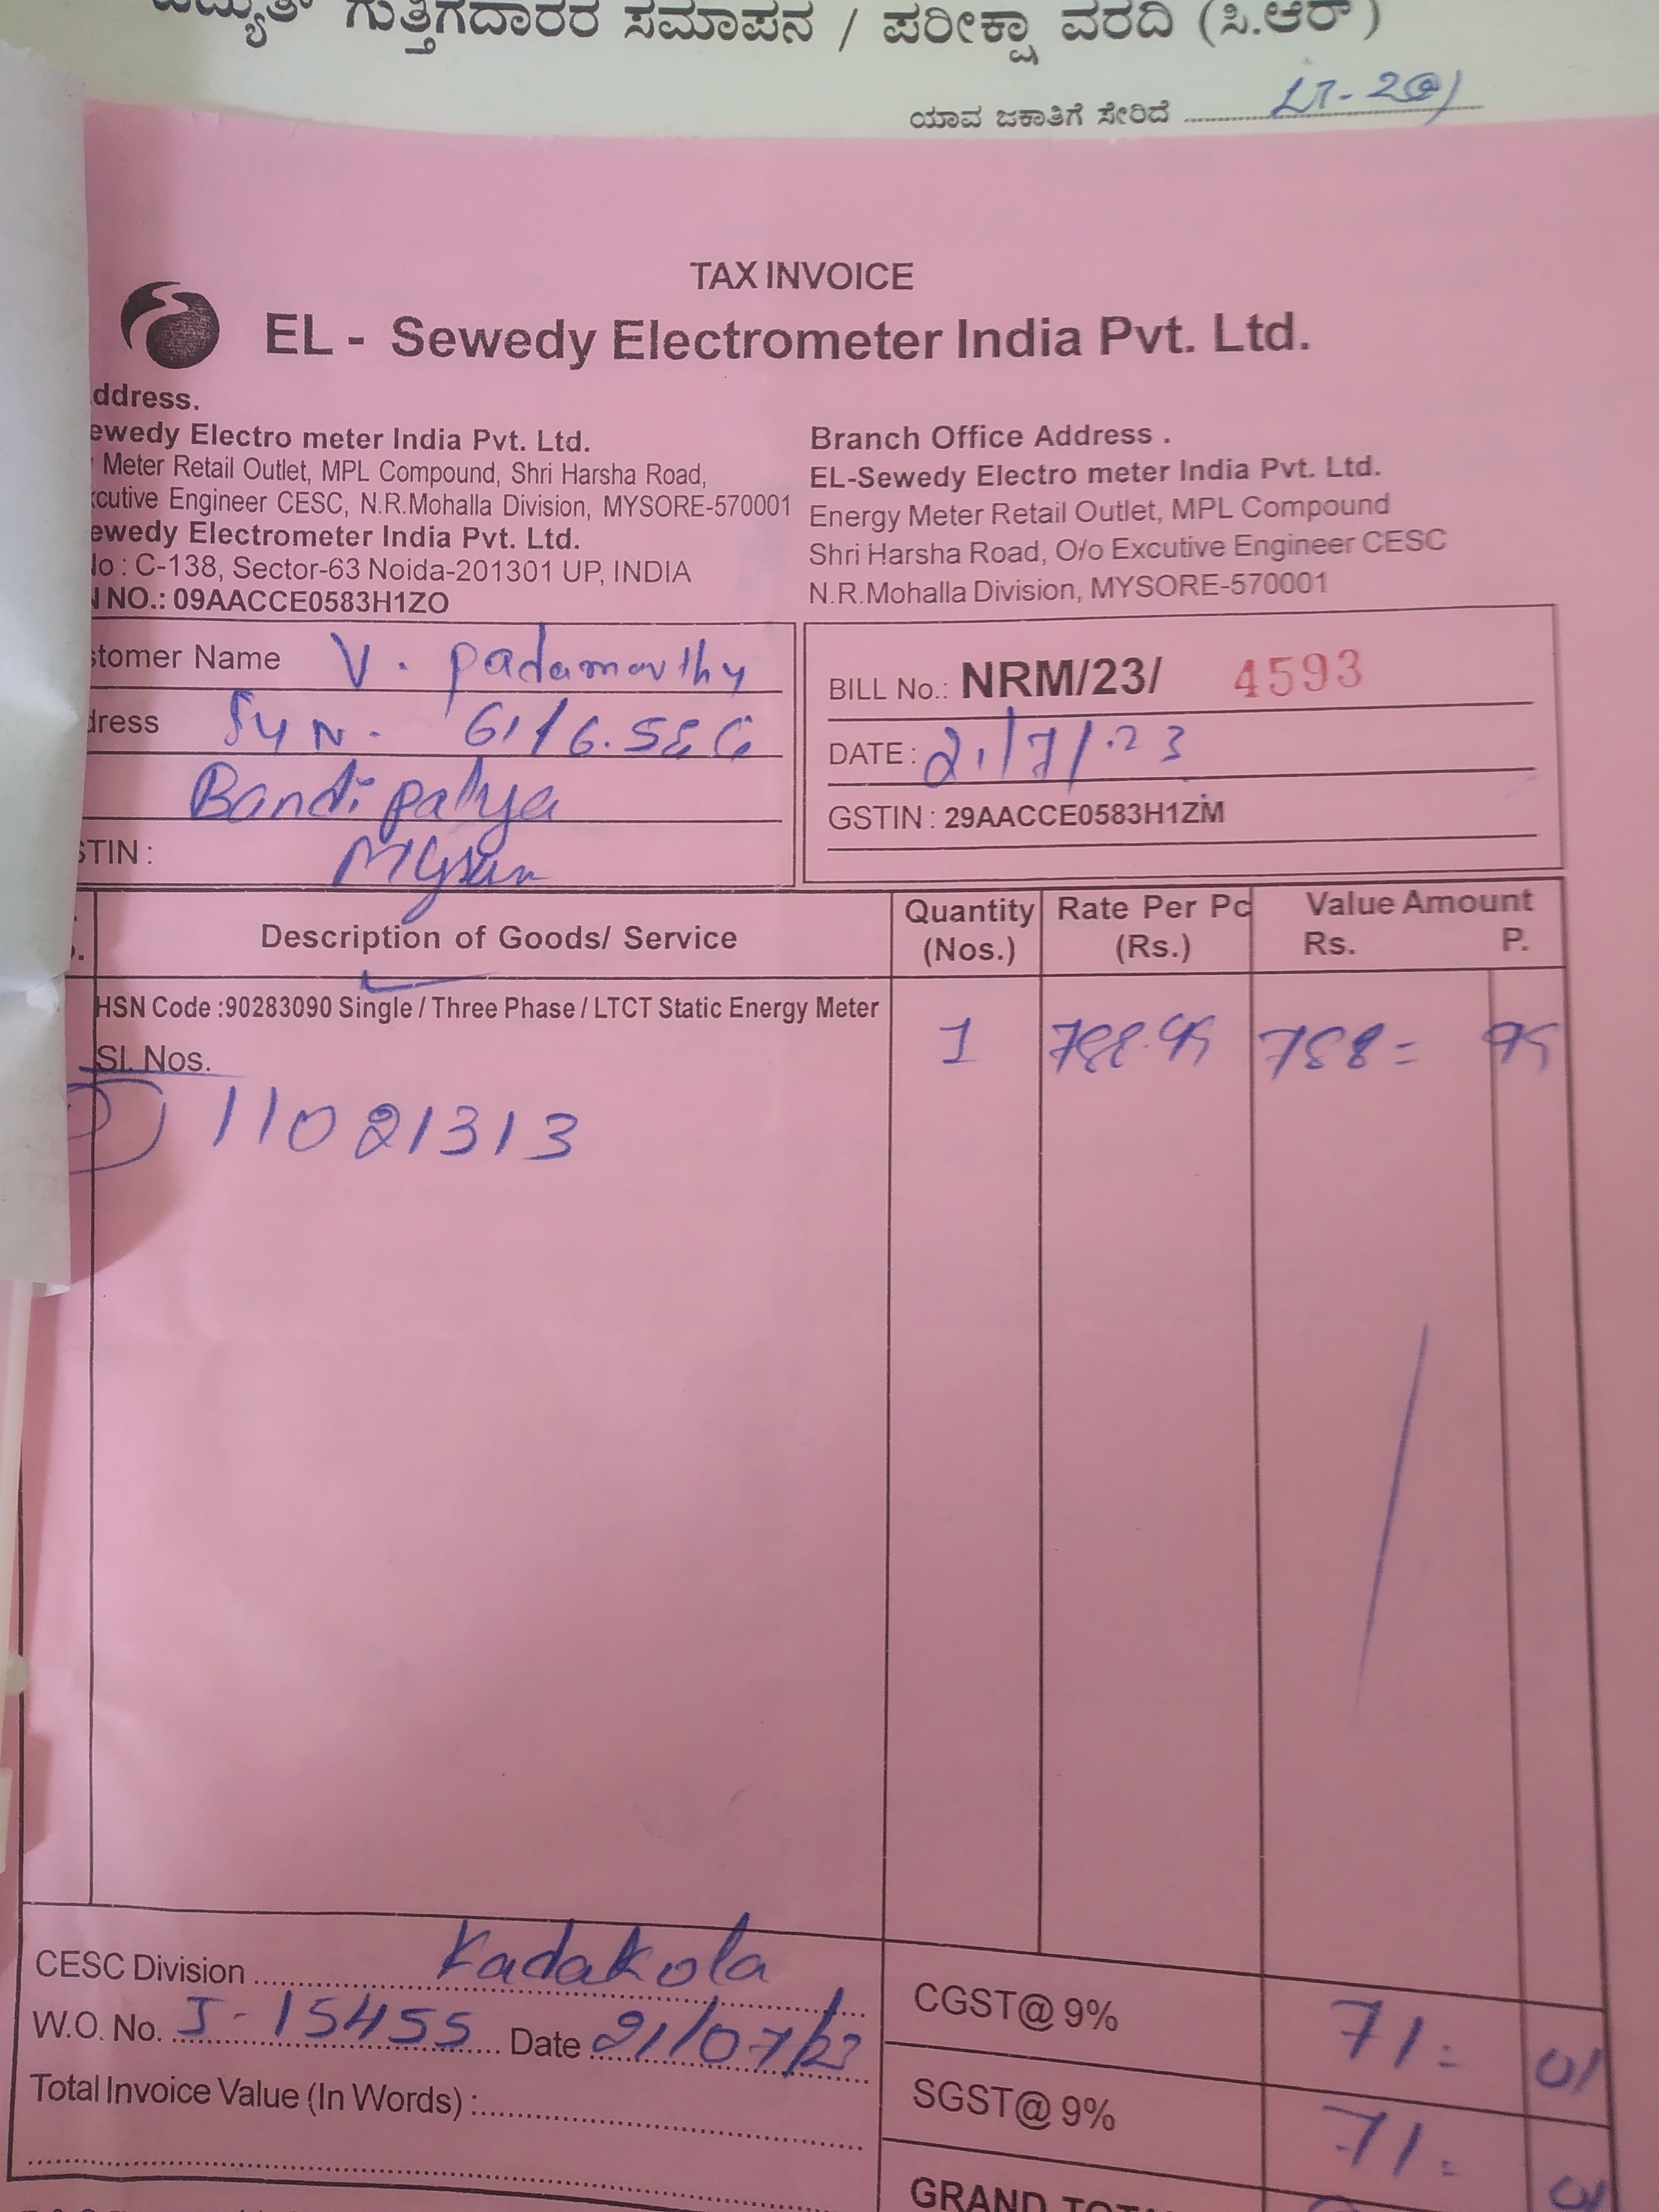 ವಿದ್ಯುತ್ ಗುತ್ತಿಗೆದಾರರ ಸಮಾಪನ / ಪರೀಕ್ಷಾ ವರದಿ (ಸಿ.ಆರ್)
ಯಾವ ಜಕಾತಿಗೆ ಸೇರಿದೆ
TAX INVOICE
EL - Sewedy Electrometer India Pvt. Ltd.
ddress.
ewedy Electro meter India Pvt. Ltd.
Meter Retail Outlet, MPL Compound, Shri Harsha Road,
cutive Engineer CESC, N.R.Mohalla Division, MYSORE-570001
ewedy Electrometer India Pvt. Ltd.
No : C-138, Sector-63 Noida-201301 UP, INDIA
NO.: 09AACCE0583H1ZO
Branch Office Address .
EL-Sewedy Electro meter India Pvt. Ltd.
Energy Meter Retail Outlet, MPL Compound
Shri Harsha Road, O/o Excutive Engineer CESC
N.R.Mohalla Division, MYSORE-570001
stomer Name V. Padamavthy
dress Sy N. 61/6.
Bandipalya
STIN :
BILL No.: NRM/23/ 4593
DATE : 21/7/23
GSTIN : 29AACCE0583H1ZM
Description of Goods/ Service Quantity (Nos.) Rate Per Pc (Rs.) Value Amount Rs. P.
HSN Code :90283090 Single / Three Phase / LTCT Static Energy Meter
Sl. Nos. 1 788.95 788= 95
11021313
CESC Division Kadakola
W.O. No. J-15455 Date 21/07/23
Total Invoice Value (In Words) :
CGST@ 9% 71= 01
SGST@ 9% 71= 01
GRAND TOT